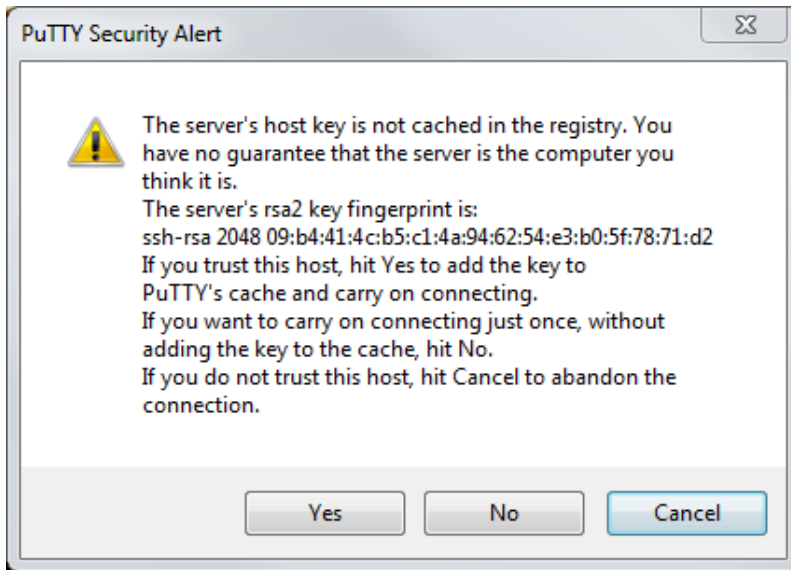 PuTTY Security Alert
The server's host key is not cached in the registry. You
have no guarantee that the server is the computer you
think it is.
The server's rsa2 key fingerprint is:
ssh-rsa 2048 09:b4:41:4c:b5:c1:4a:94:62:54:e3:b0:5f:78:71:d2
If you trust this host, hit Yes to add the key to
PuTTY's cache and carry on connecting.
If you want to carry on connecting just once, without
adding the key to the cache, hit No.
If you do not trust this host, hit Cancel to abandon the
connection.
Yes No Cancel